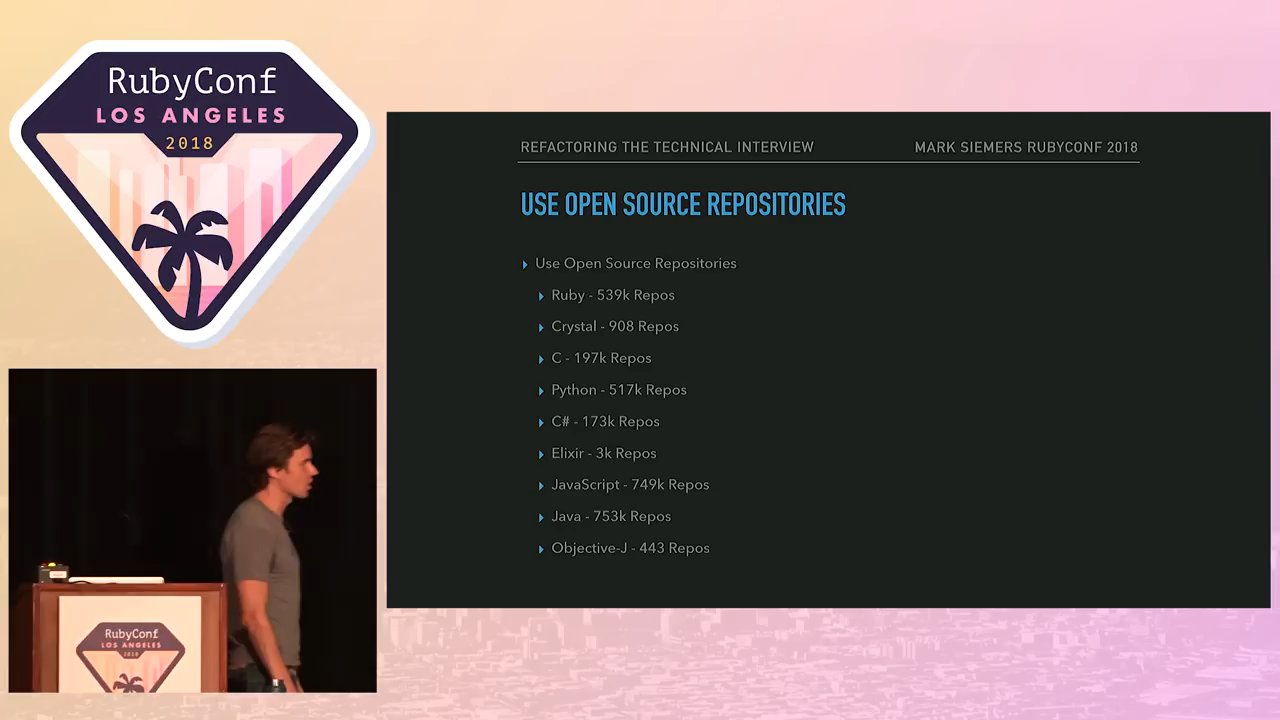 RubyConf
LOS ANGELES
2018
REFACTORING THE TECHNICAL INTERVIEW
MARK SIEMERS RUBYCONF 2018
USE OPEN SOURCE REPOSITORIES
Use Open Source Repositories
Ruby - 539k Repos
Crystal - 908 Repos
C - 197k Repos
Python - 517k Repos
C# - 173k Repos
Elixir - 3k Repos
JavaScript - 749k Repos
Java - 753k Repos
Objective-J - 443 Repos
RubyConf
LOS ANGELES
2018